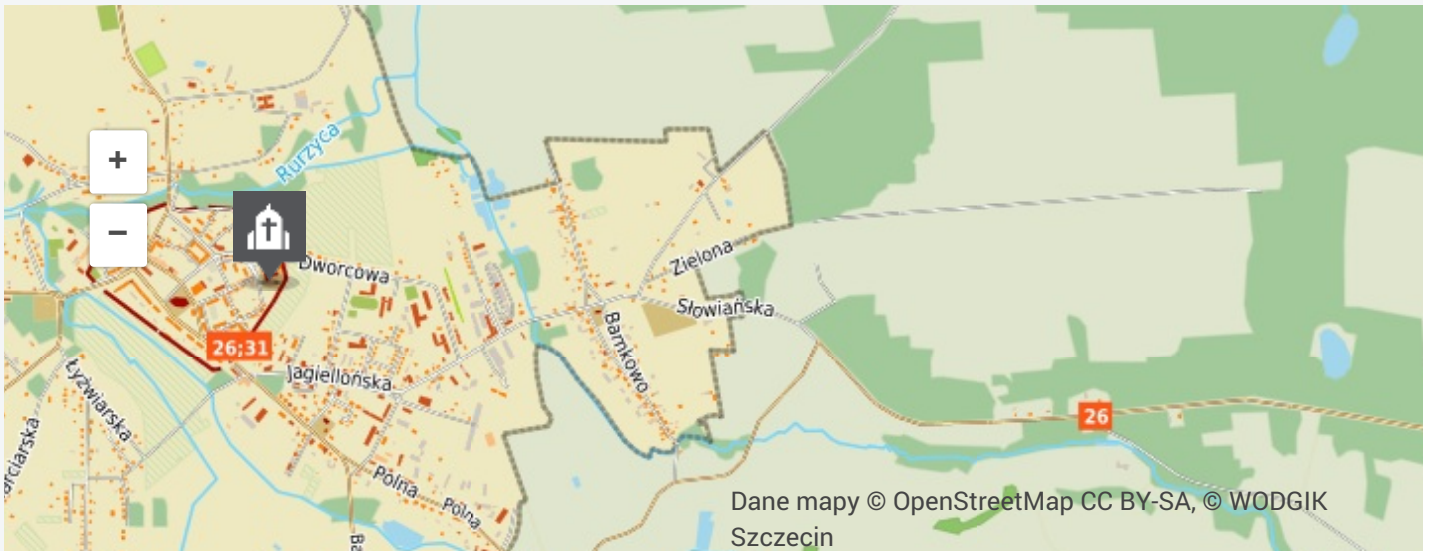 Rurzyca
+
−
Dworcowa
Zielona
Słowiańska
26;31
Barnkowo
Jagiellońska
Łyżwiarska
26
Polna
Polna
Dane mapy © OpenStreetMap CC BY-SA, © WODGIK
Szczecin